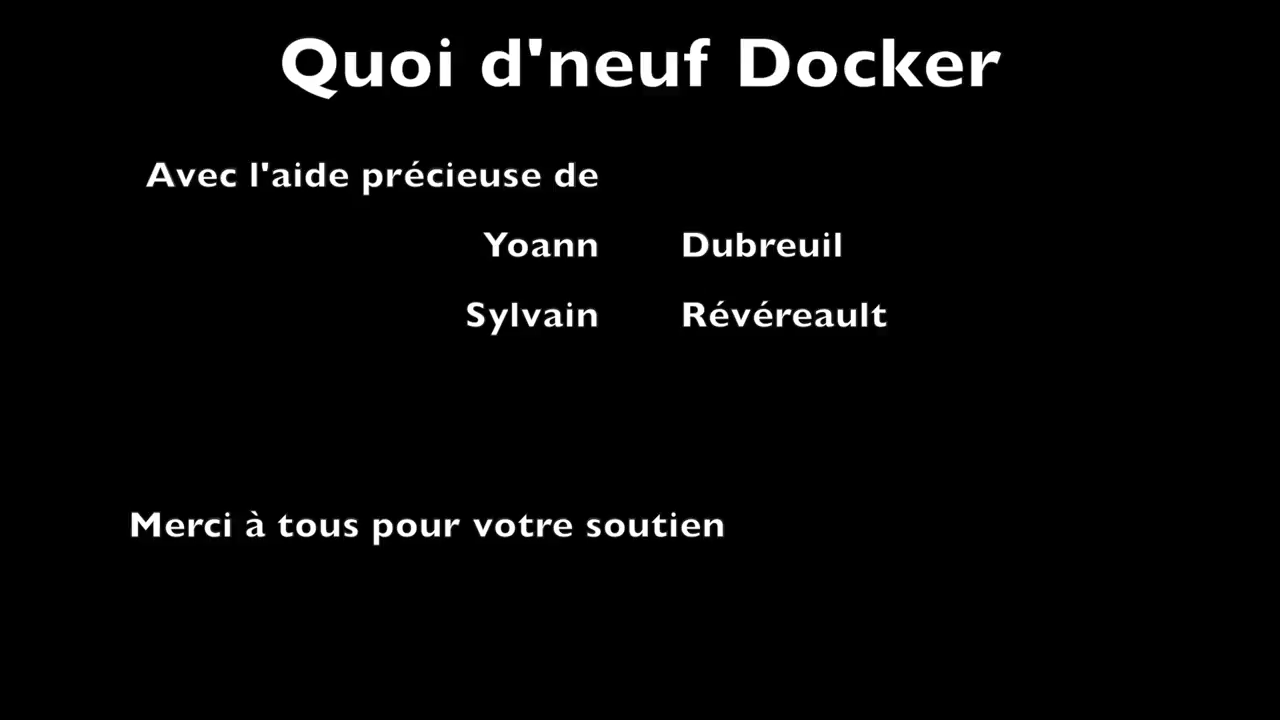 Quoi d'neuf Docker
Avec l'aide précieuse de
Yoann Dubreuil
Sylvain Révéreault
Merci à tous pour votre soutien